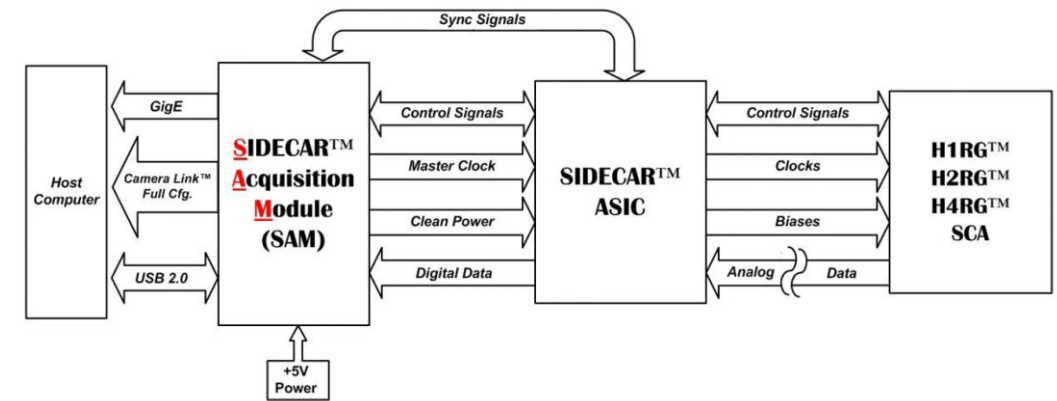 Sync Signals
Host
Computer
GigE
Camera Link™
Full Cfg.
USB 2.0
SIDECAR™
Acquisition
Module
(SAM)
+5V
Power
Control Signals
Master Clock
Clean Power
Digital Data
SIDECAR™
ASIC
Control Signals
Clocks
Biases
Analog Data
H1RG™
H2RG™
H4RG™
SCA